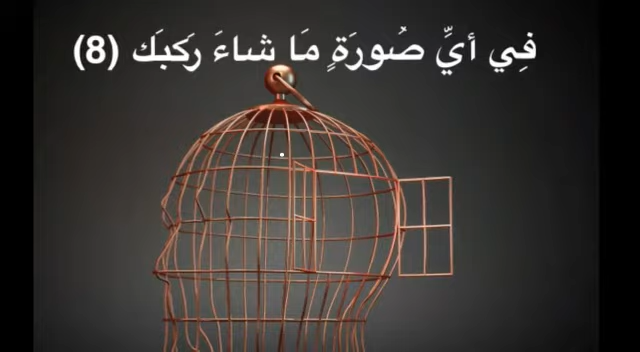 فِي أيِّ صُورَةٍ مَا شاءَ رَكبَك (8)